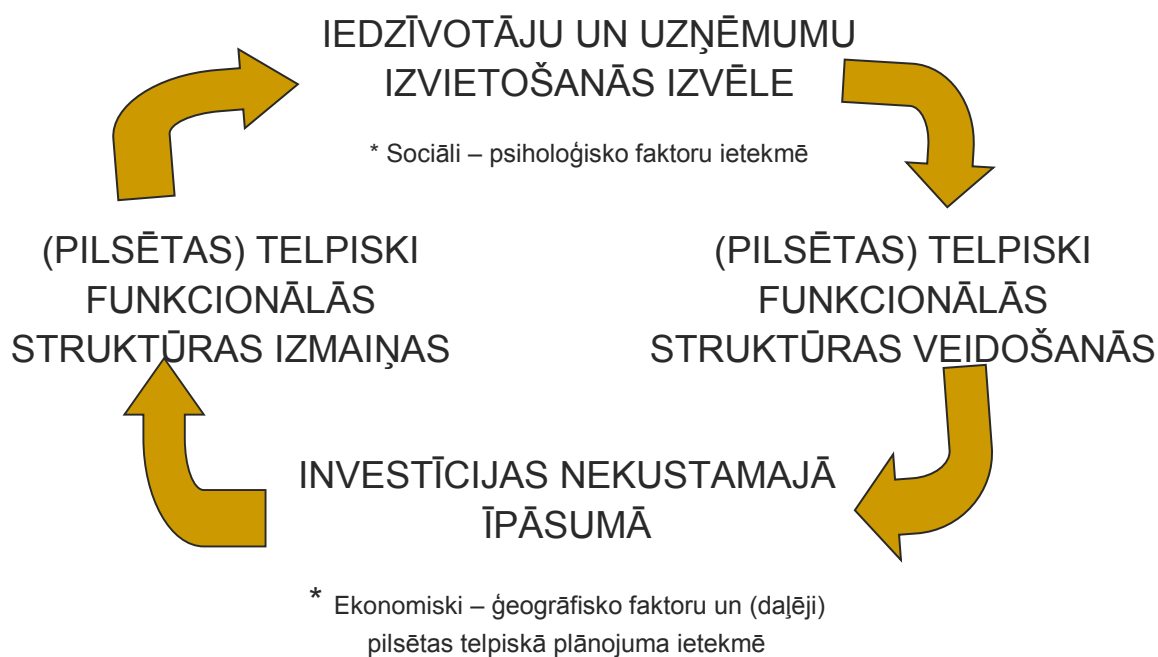 IEDZĪVOTĀJU UN UZŅĒMUMU
IZVIETOŠANĀS IZVĒLE
* Sociāli – psiholoģisko faktoru ietekmē
(PILSĒTAS) TELPISKI
FUNKCIONĀLĀS
STRUKTŪRAS IZMAIŅAS
(PILSĒTAS) TELPISKI
FUNKCIONĀLĀS
STRUKTŪRAS VEIDOŠANĀS
INVESTĪCIJAS NEKUSTAMAJĀ
ĪPĀSUMĀ
* Ekonomiski – ģeogrāfisko faktoru un (daļēji)
pilsētas telpiskā plānojuma ietekmē